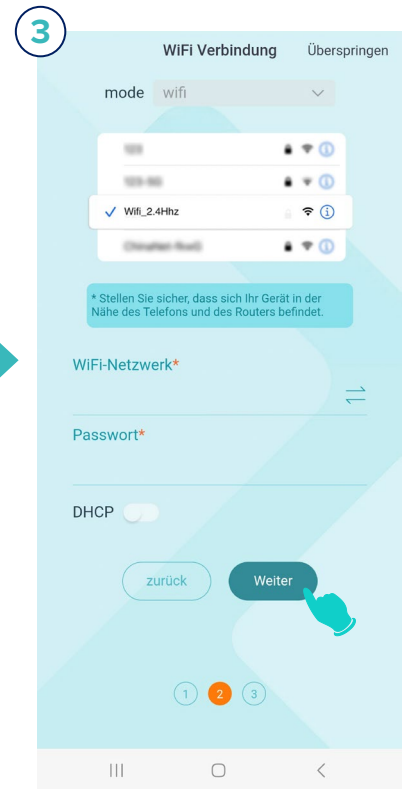 3
WiFi Verbindung Überspringen
mode wifi
Wifi_2.4Hhz
* Stellen Sie sicher, dass sich Ihr Gerät in der
Nähe des Telefons und des Routers befindet.
WiFi-Netzwerk*
Passwort*
DHCP
zurück Weiter
1 2 3